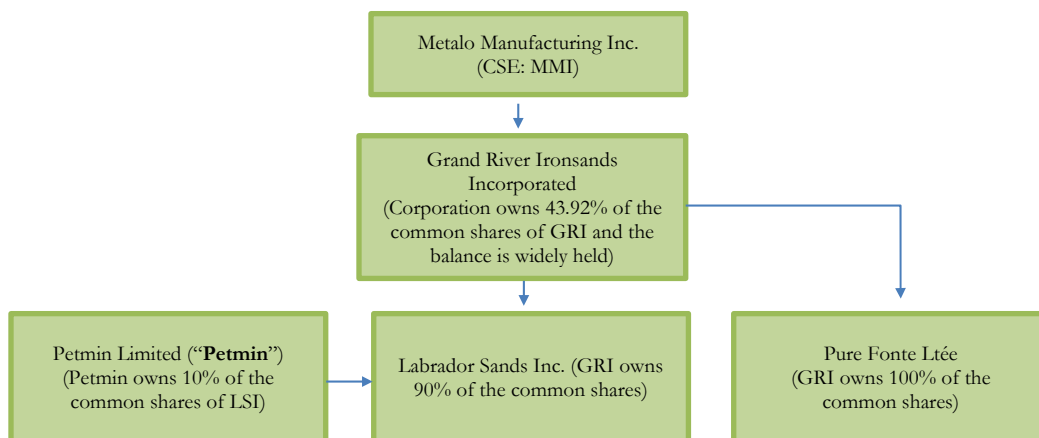 Metalo Manufacturing Inc.
(CSE: MMI)
Grand River Ironsands
Incorporated
(Corporation owns 43.92% of the
common shares of GRI and the
balance is widely held)
Petmin Limited (“Petmin”)
(Petmin owns 10% of the
common shares of LSI)
Labrador Sands Inc. (GRI owns
90% of the common shares)
Pure Fonte Ltée
(GRI owns 100% of the
common shares)